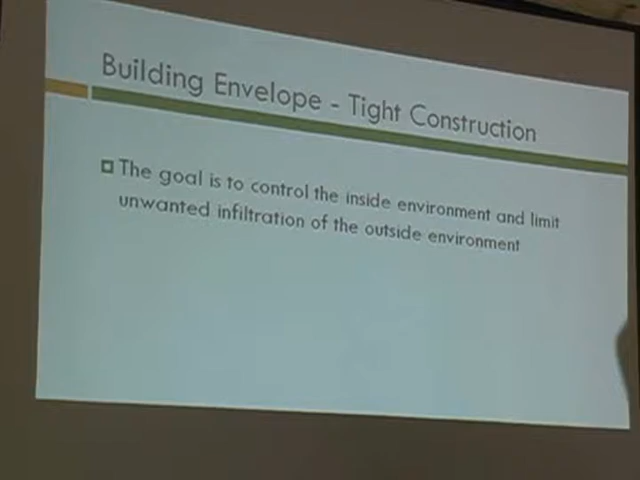 Building Envelope - Tight Construction
The goal is to control the inside environment and limit
unwanted infiltration of the outside environment